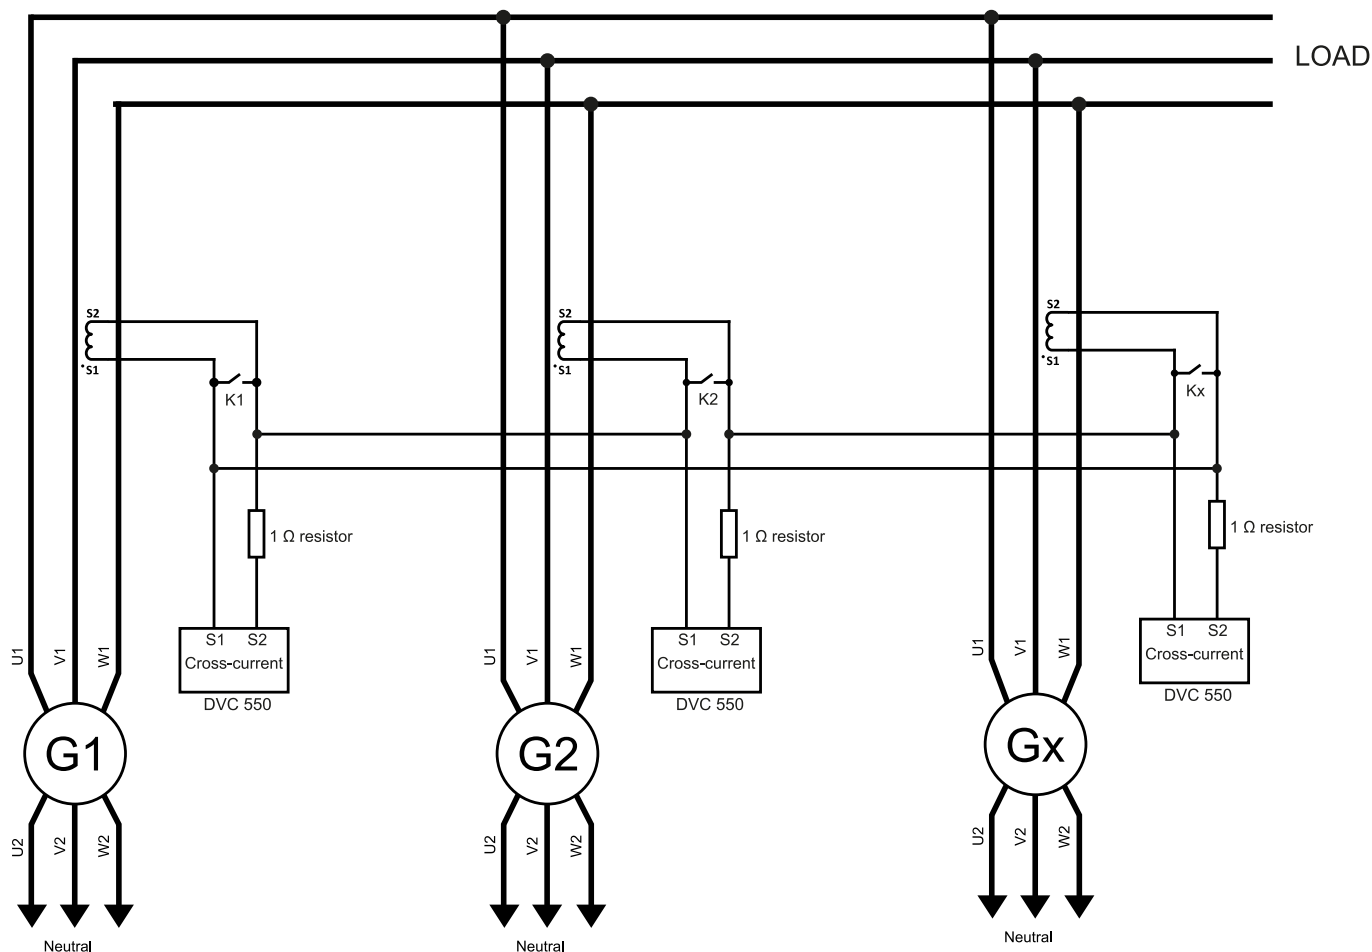 LOAD
S2
S1
K1
S2
S1
K2
S2
S1
Kx
1 Ω resistor
1 Ω resistor
1 Ω resistor
U1
V1
W1
S1 S2
Cross-current
DVC 550
U1
V1
W1
S1 S2
Cross-current
DVC 550
U1
V1
W1
S1 S2
Cross-current
DVC 550
G1
G2
Gx
U2
V2
W2
U2
V2
W2
U2
V2
W2
Neutral
Neutral
Neutral